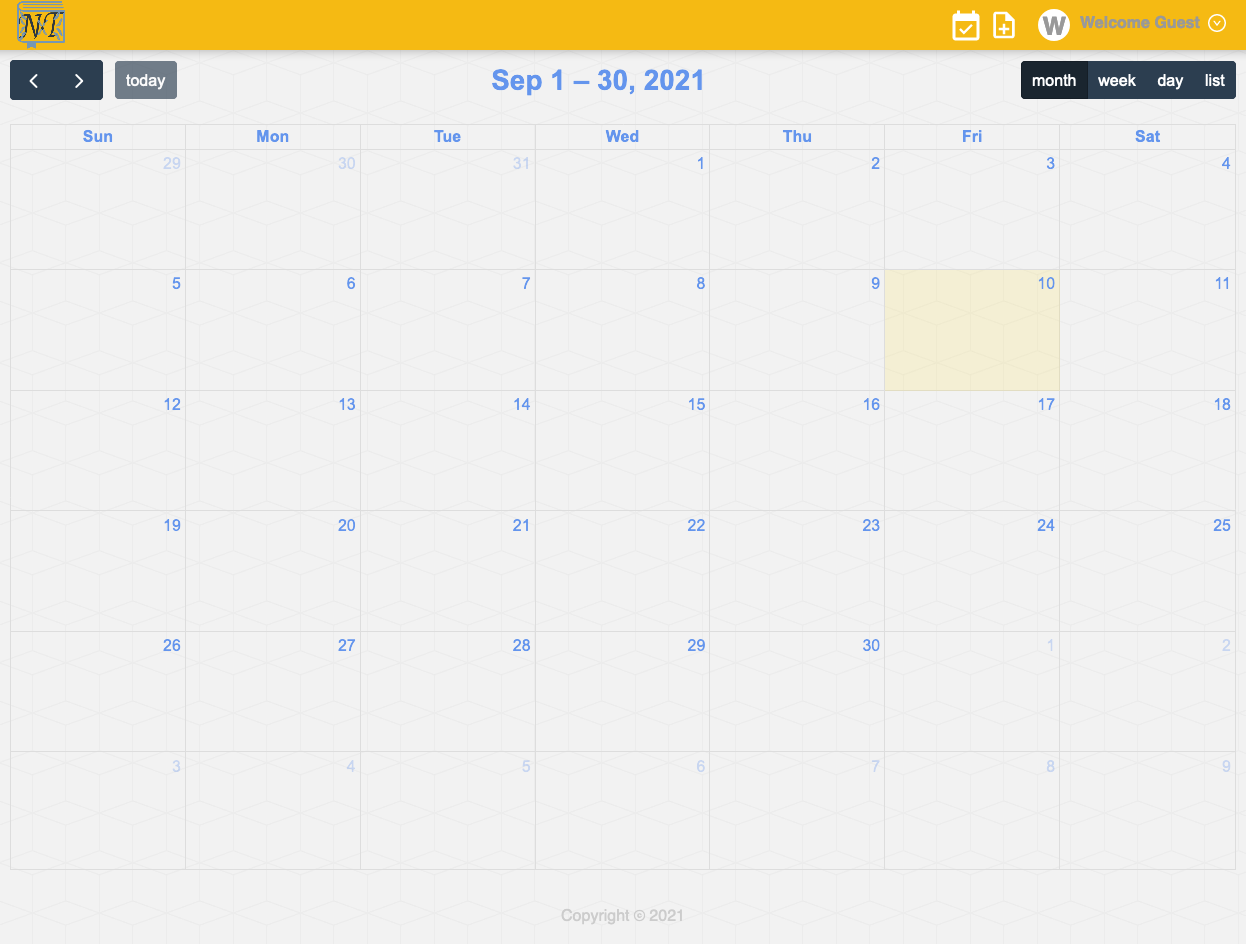 NT
W Welcome Guest
today Sep 1 – 30, 2021 month week day list
Sun Mon Tue Wed Thu Fri Sat
29 30 31 1 2 3 4
5 6 7 8 9 10 11
12 13 14 15 16 17 18
19 20 21 22 23 24 25
26 27 28 29 30 1 2
3 4 5 6 7 8 9
Copyright © 2021